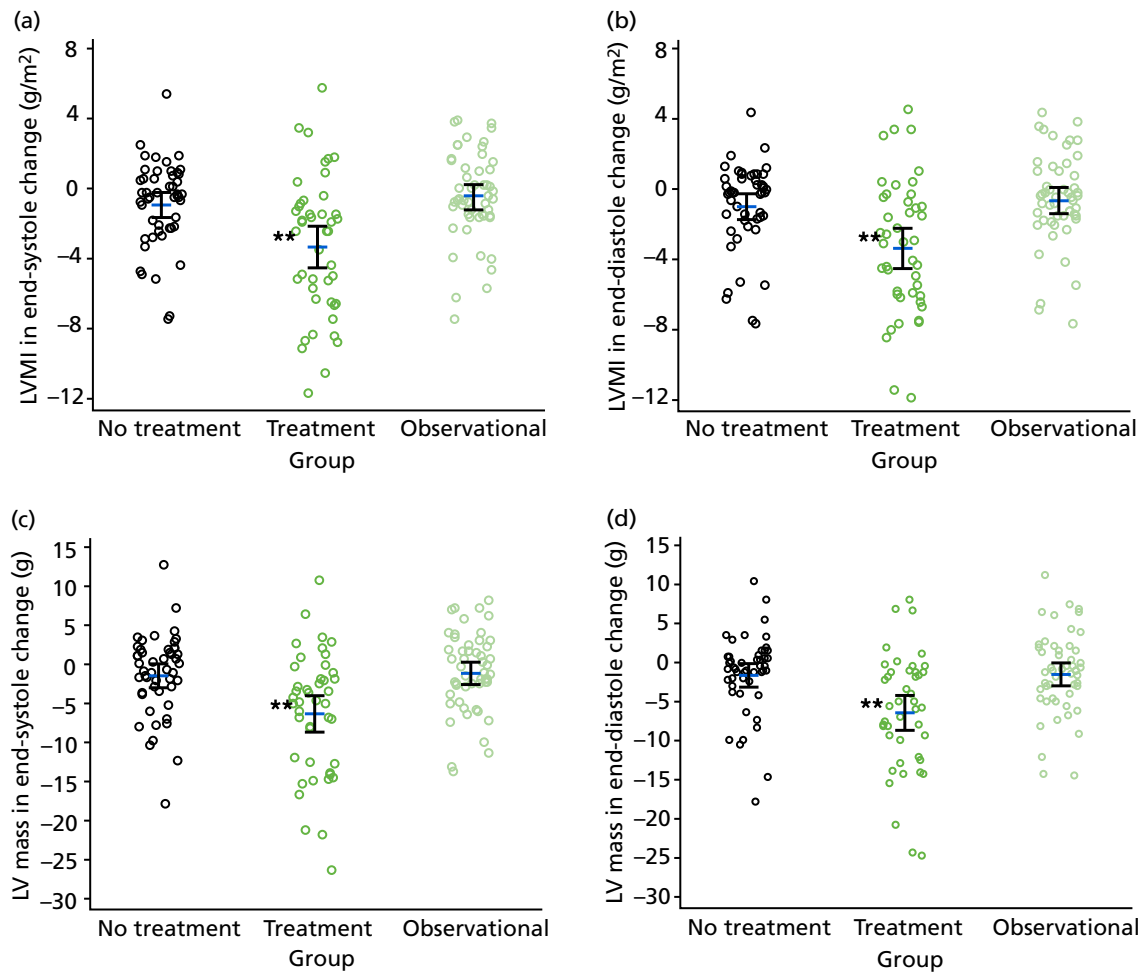 (a)
LVMI in end-systole change (g/m²)
8
4
0
−4
−8
−12
**
No treatment Treatment Observational
Group
(b)
LVMI in end-diastole change (g/m²)
8
4
0
−4
−8
−12
**
No treatment Treatment Observational
Group
(c)
LV mass in end-systole change (g)
15
10
5
0
−5
−10
−15
−20
−25
−30
**
No treatment Treatment Observational
Group
(d)
LV mass in end-diastole change (g)
15
10
5
0
−5
−10
−15
−20
−25
−30
**
No treatment Treatment Observational
Group